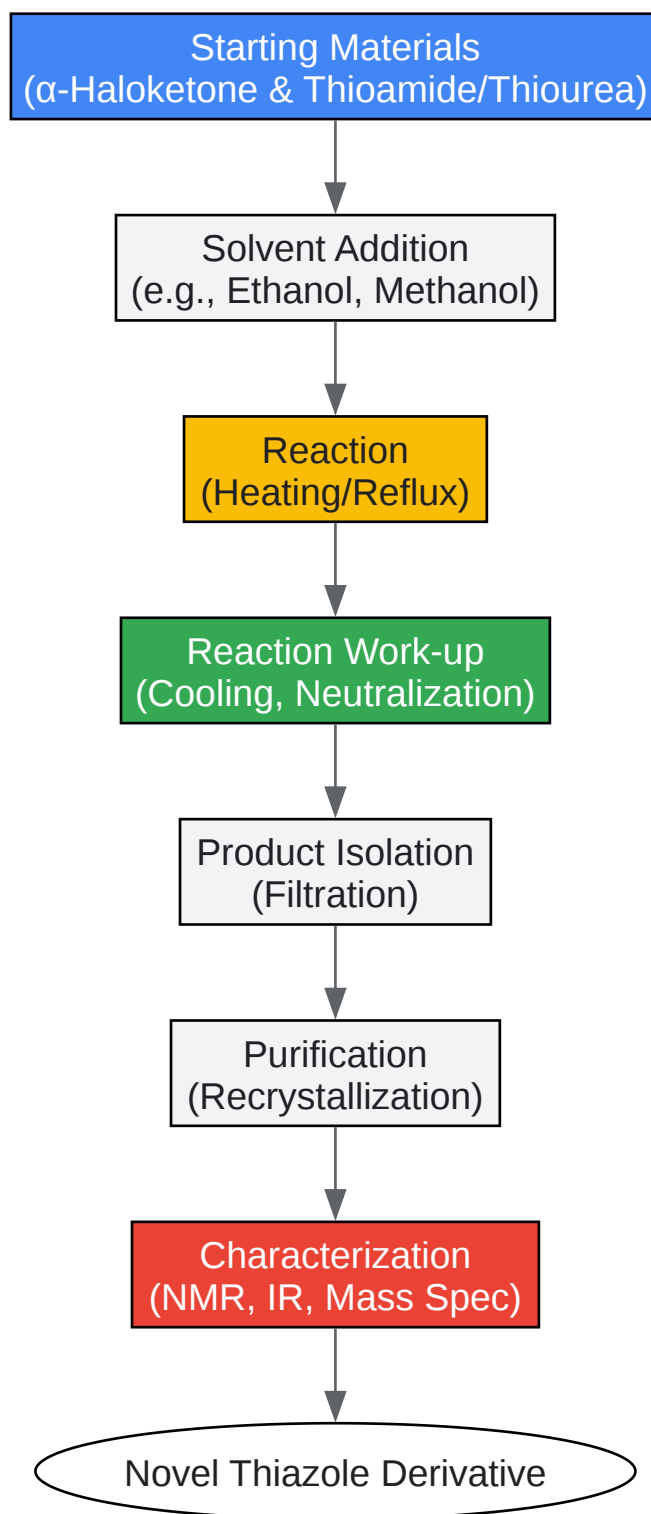 Starting Materials
(α-Haloketone & Thioamide/Thiourea)
Solvent Addition
(e.g., Ethanol, Methanol)
Reaction
(Heating/Reflux)
Reaction Work-up
(Cooling, Neutralization)
Product Isolation
(Filtration)
Purification
(Recrystallization)
Characterization
(NMR, IR, Mass Spec)
Novel Thiazole Derivative